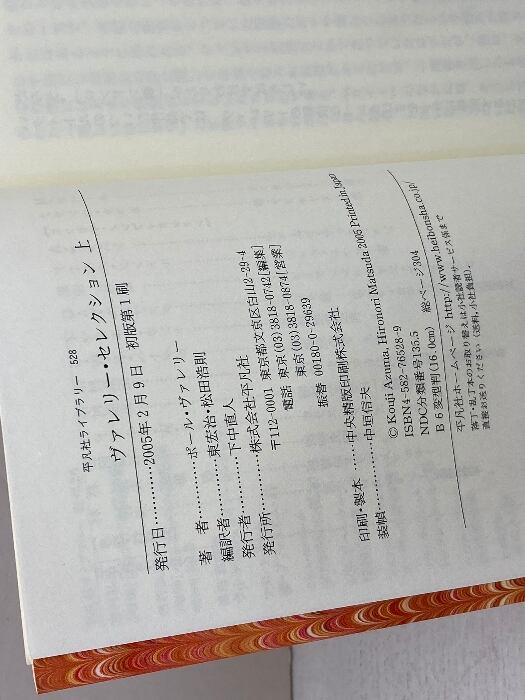 平凡社ライブラリー 528
ヴァレリー・セレクション 上
発行日…………2005年2月9日 初版第1刷
著 者…………ポール・ヴァレリー
編訳者…………東宏治・松田浩則
発行者…………下中直人
発行所…………株式会社平凡社
〒112-0001 東京都文京区白山2-29-4
電話 東京(03)3818-0742[編集]
東京(03)3818-0874[営業]
振替 00180-0-29639
印刷・製本 ……中央精版印刷株式会社
装幀……………中垣信夫
© Kouji Azuma, Hironori Matsuda 2005 Printed in Japan
ISBN4-582-76528-9
NDC分類番号135.5
B6変型判(16.0cm) 総ページ304
平凡社ホームページ http://www.heibonsha.co.jp/
落丁・乱丁本のお取り替えは小社読者サービス係まで
直接お送りください(送料、小社負担)。